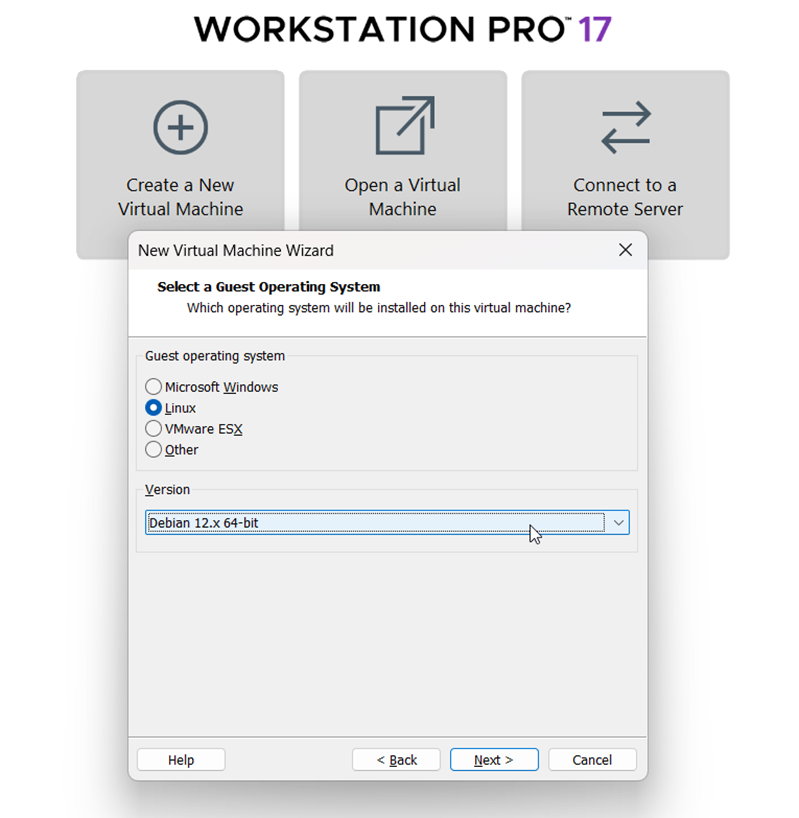 WORKSTATION PRO™ 17
Create a New
Virtual Machine
Open a Virtual
Machine
Connect to a
Remote Server
New Virtual Machine Wizard
Select a Guest Operating System
Which operating system will be installed on this virtual machine?
Guest operating system
Microsoft Windows
Linux
VMware ESX
Other
Version
Debian 12.x 64-bit
Help
< Back
Next >
Cancel